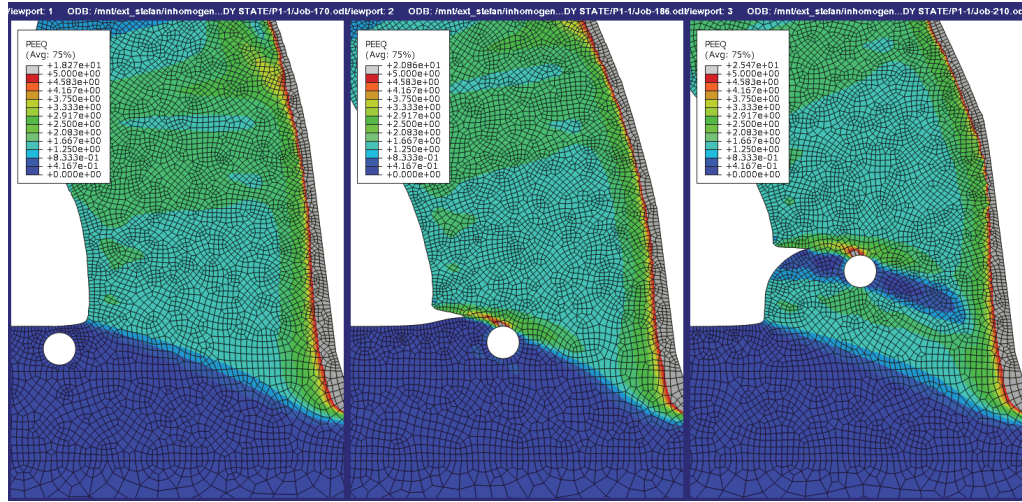 /iewport: 1 ODB: /mnt/ext_stefan/inhomogen...DY STATE/P1-1/Job-170.odb
/iewport: 2 ODB: /mnt/ext_stefan/inhomogen...DY STATE/P1-1/Job-186.odb
/iewport: 3 ODB: /mnt/ext_stefan/inhomogen...DY STATE/P1-1/Job-210.od
PEEQ
(Avg: 75%)
+1.827e+01
+5.000e+00
+4.583e+00
+4.167e+00
+3.750e+00
+3.333e+00
+2.917e+00
+2.500e+00
+2.083e+00
+1.667e+00
+1.250e+00
+8.333e-01
+4.167e-01
+0.000e+00
PEEQ
(Avg: 75%)
+2.086e+01
+5.000e+00
+4.583e+00
+4.167e+00
+3.750e+00
+3.333e+00
+2.917e+00
+2.500e+00
+2.083e+00
+1.667e+00
+1.250e+00
+8.333e-01
+4.167e-01
+0.000e+00
PEEQ
(Avg: 75%)
+2.547e+01
+5.000e+00
+4.583e+00
+4.167e+00
+3.750e+00
+3.333e+00
+2.917e+00
+2.500e+00
+2.083e+00
+1.667e+00
+1.250e+00
+8.333e-01
+4.167e-01
+0.000e+00